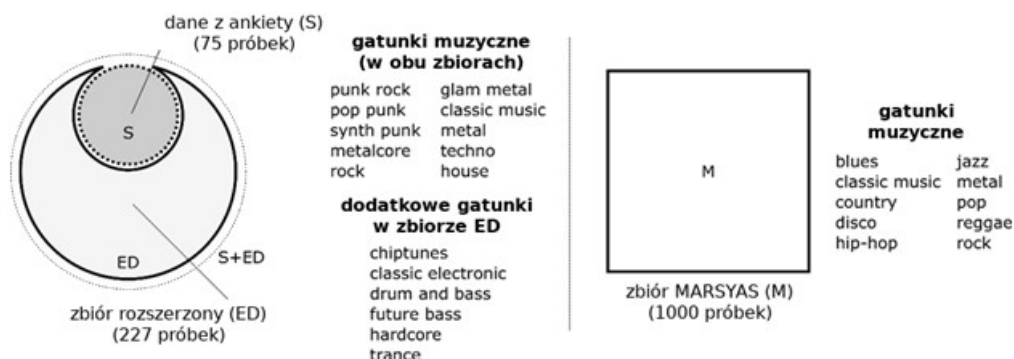 dane z ankiety (S)
(75 próbek)
S
ED
S+ED
zbiór rozszerzony (ED)
(227 próbek)
gatunki muzyczne
(w obu zbiorach)
punk rock glam metal
pop punk classic music
synth punk metal
metalcore techno
rock house
dodatkowe gatunki
w zbiorze ED
chiptunes
classic electronic
drum and bass
future bass
hardcore
trance
M
zbiór MARSYAS (M)
(1000 próbek)
gatunki
muzyczne
blues jazz
classic music metal
country pop
disco reggae
hip-hop rock